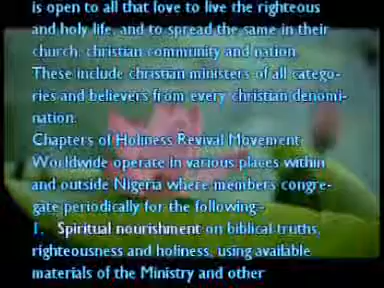 is open to all that love to live the righteous
and holy life, and to spread the same in their
church, christian community and nation.
These include christian ministers of all catego-
ries and believers from every christian denomi-
nation.
Chapters of Holiness Revival Movement
Worldwide operate in various places within
and outside Nigeria where members congre-
gate periodically for the following:-
1. Spiritual nourishment on biblical truths,
righteousness and holiness, using available
materials of the Ministry and other